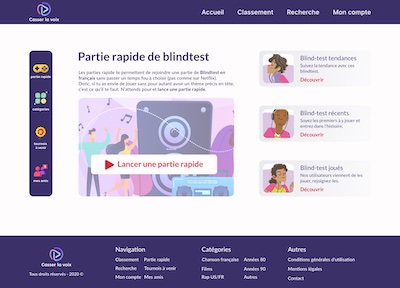 Casser la voix
Accueil Classement Recherche Mon compte
partie rapide
catégories
tournois
à venir
mes amis
Partie rapide de blindtest
Les parties rapide te permettent de rejoindre une partie de Blindtest en
français sans passer un temps fou à choisir (pas comme sur Netflix).
Donc, si tu as envie de jouer sans pour autant avoir un thème précis en tête,
c'est ce qu'il te faut. N'attends pour et lance une partie rapide.
Lancer une partie rapide
Blind-test tendances
Suivez la tendance avec ces
blindtest.
Découvrir
Blind-test récents
Soyez les premiers à y jouer et
entrez dans l'histoire.
Découvrir
Blind-test joués
Nos utilisateurs viennent de les
jouer, rejoignez-les.
Découvrir
Casser la voix
Tous droits réservés - 2020 ©
Navigation
Classement Partie rapide
Recherche Tournois à venir
Mon compte Mes amis
Catégories
Chanson française Années 80
Films Années 90
Rap US/FR Autres
Autres
Conditions générales d'utilisation
Mentions légales
Contact